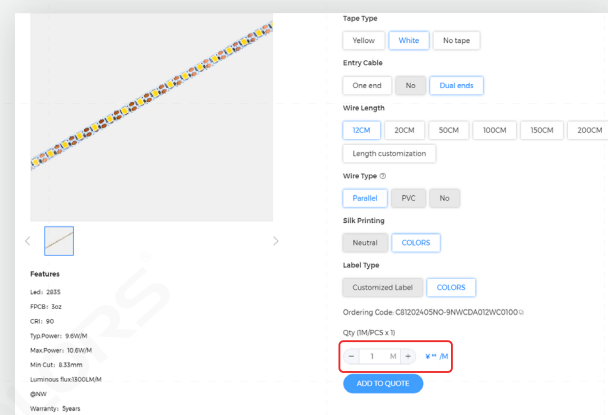 Tape Type
Yellow White No tape
Entry Cable
One end No Dual ends
Wire Length
12CM 20CM 50CM 100CM 150CM 200CM
Length customization
Wire Type ?
Parallel PVC No
Silk Printing
Neutral COLORS
Label Type
Customized Label COLORS
Ordering Code: C81202405NO-9NWCDA012WC0100
Qty (1M/PCS x 1)
- 1 M + ¥ ** /M
ADD TO QUOTE
Features
Led: 2835
FPCB: 3oz
CRI: 90
Typ.Power: 9.6W/M
Max.Power: 10.6W/M
Min Cut: 8.33mm
Luminous flux:1300LM/M
@NW
Warranty: 5years